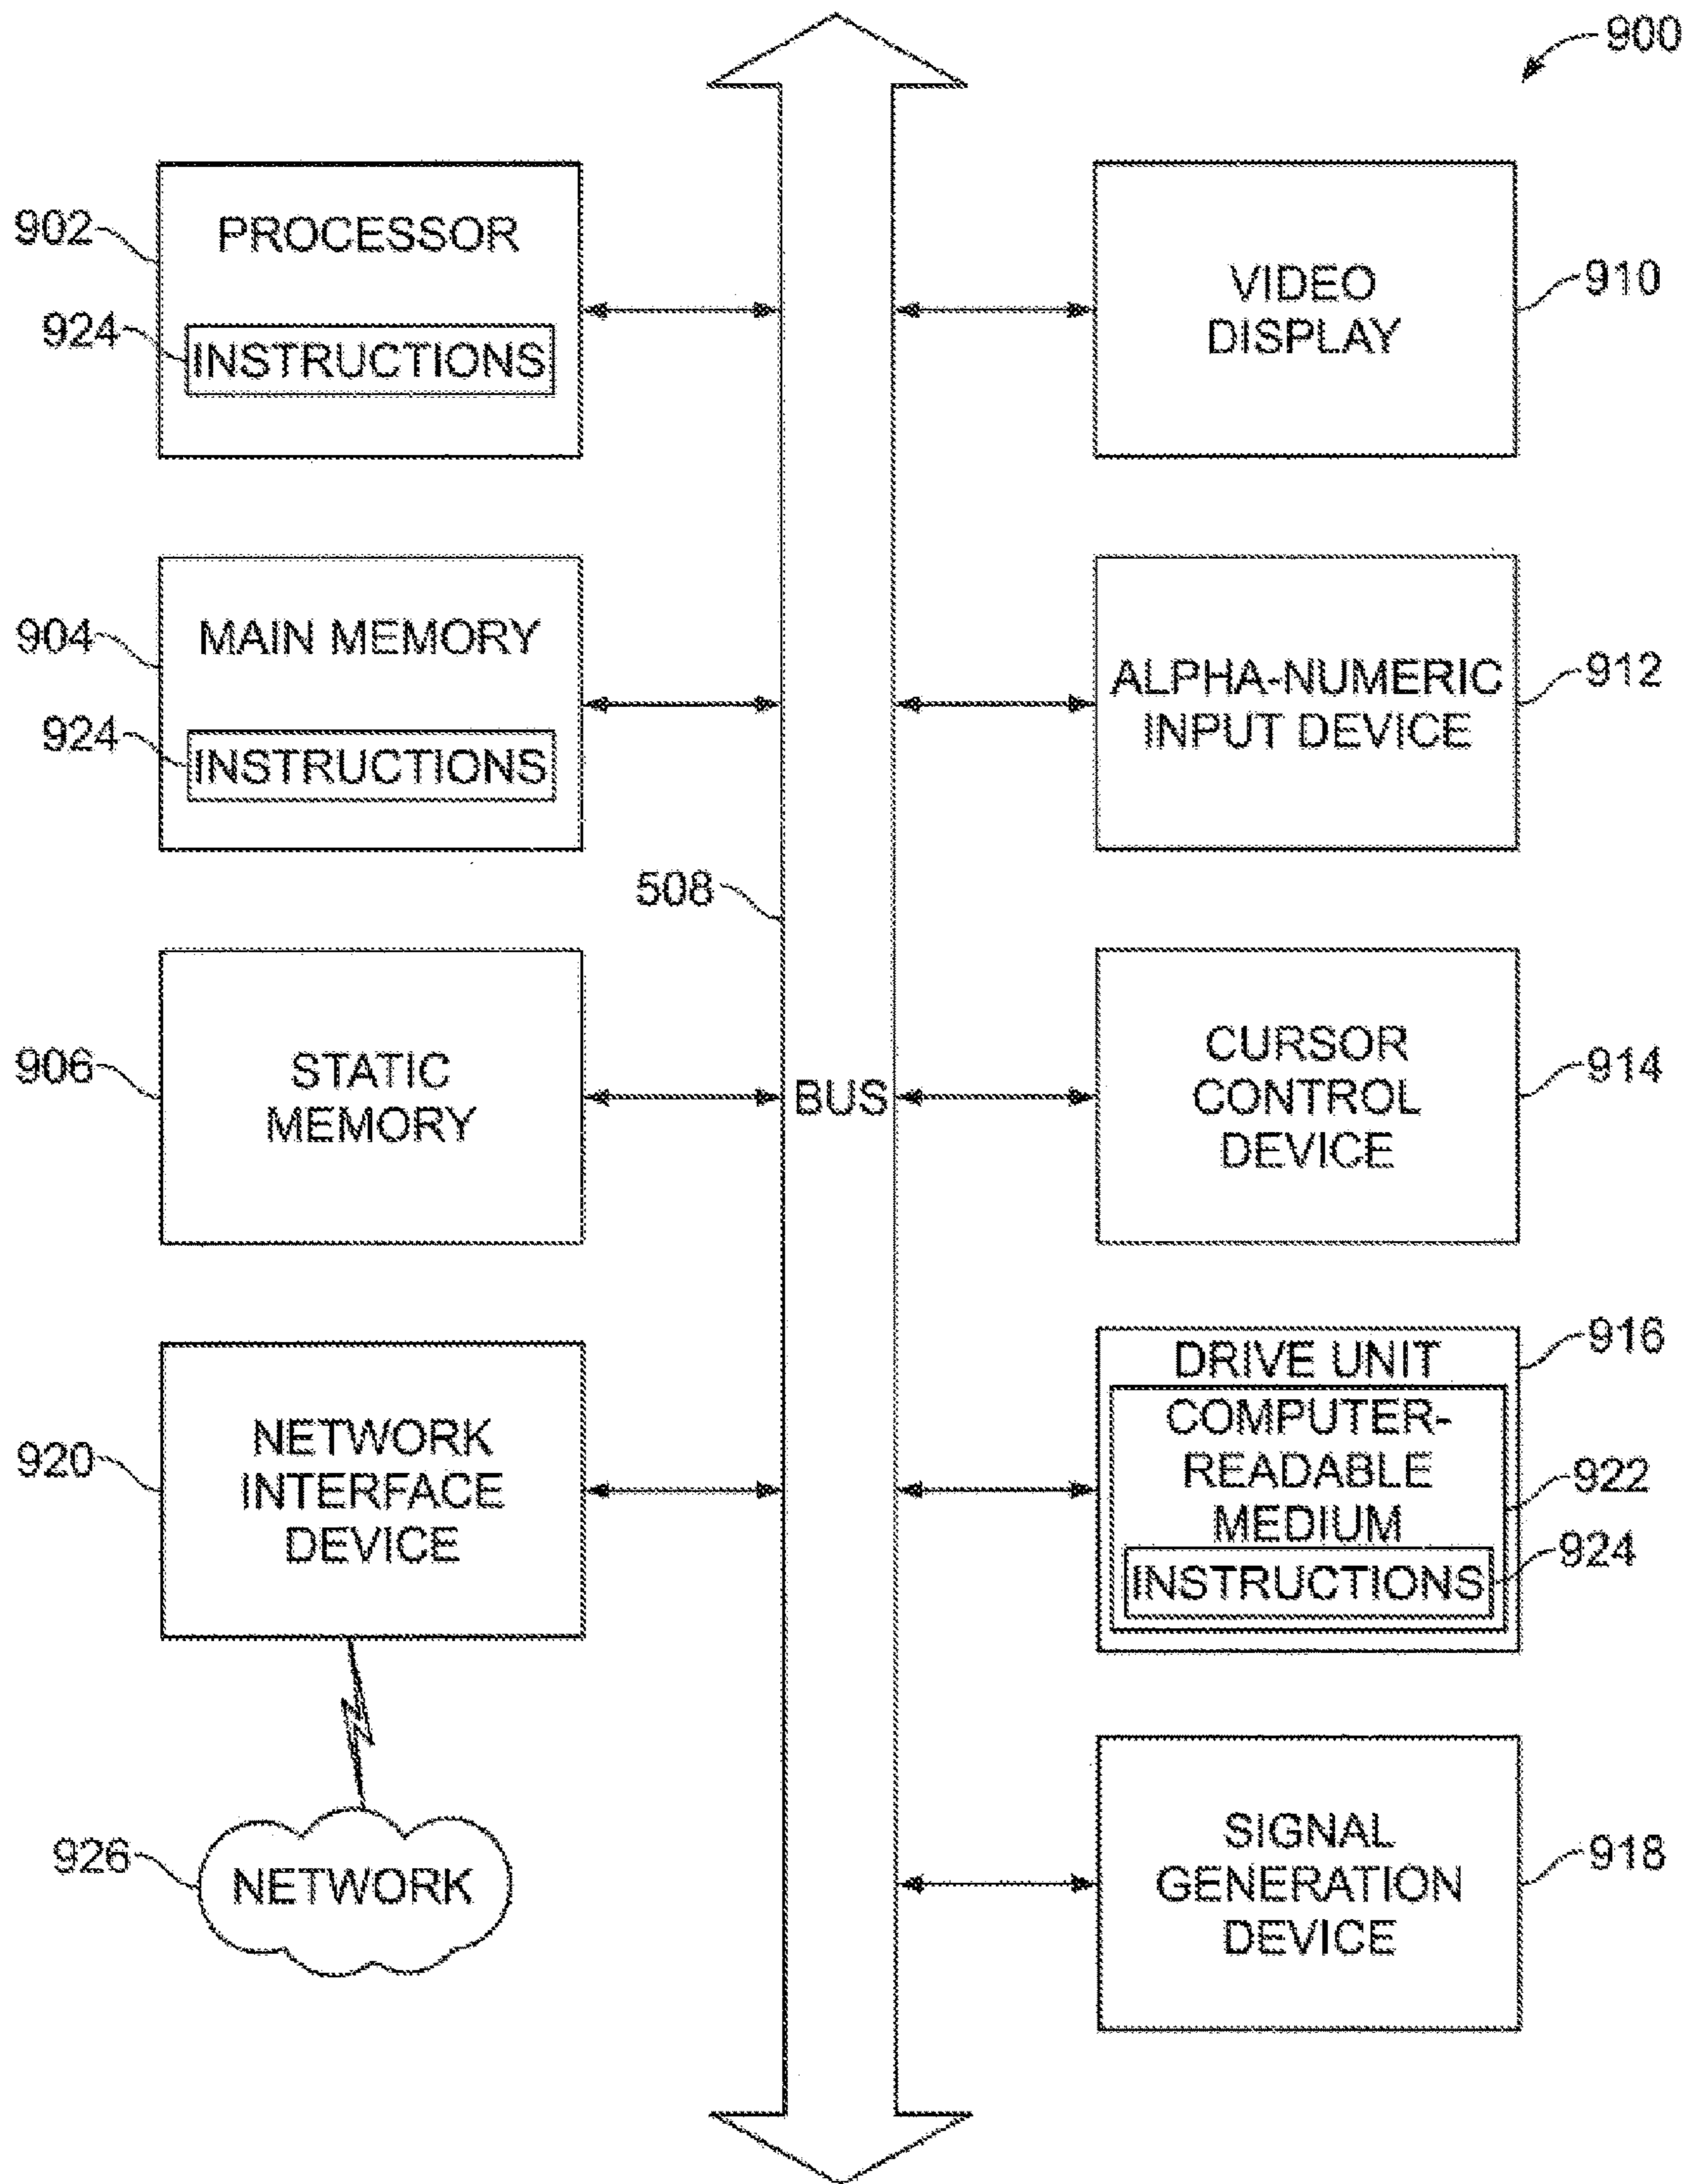 900
902
PROCESSOR
924
INSTRUCTIONS
VIDEO
DISPLAY
910
904
MAIN MEMORY
924
INSTRUCTIONS
ALPHA-NUMERIC
INPUT DEVICE
912
508
906
STATIC
MEMORY
BUS
CURSOR
CONTROL
DEVICE
914
920
NETWORK
INTERFACE
DEVICE
DRIVE UNIT
916
COMPUTER-
READABLE
MEDIUM
922
INSTRUCTIONS
924
926
NETWORK
SIGNAL
GENERATION
DEVICE
918